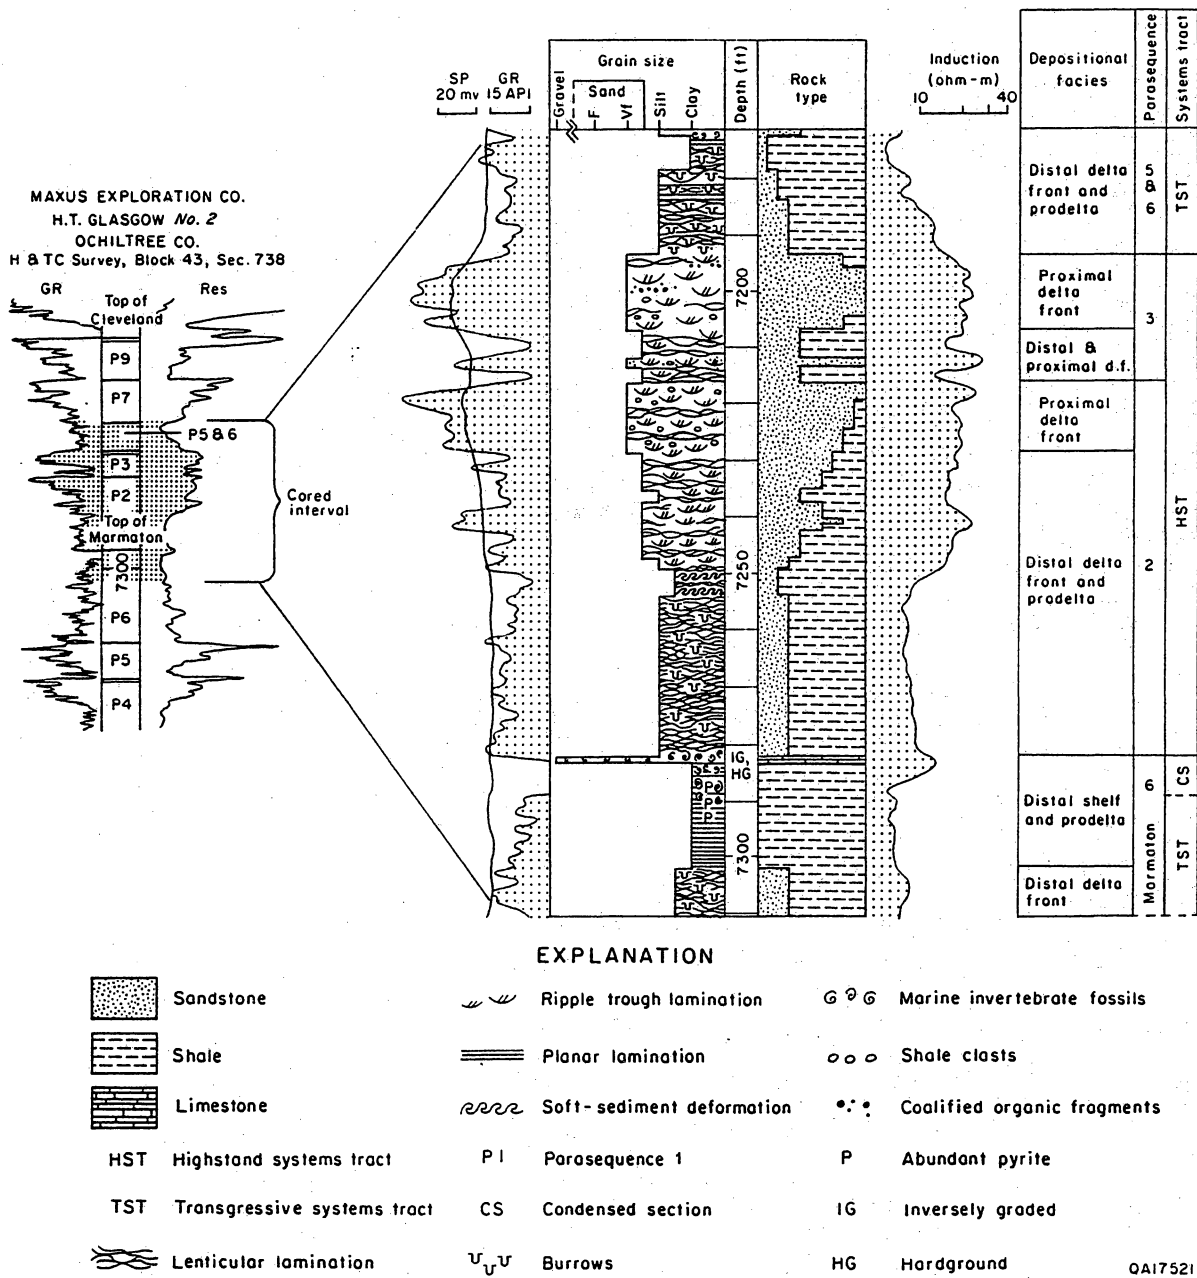 MAXUS EXPLORATION CO.
H.T. GLASGOW No. 2
OCHILTREE CO.
H & TC Survey, Block 43, Sec. 738
GR
Res
Top of
Cleveland
P9
P7
P5 & 6
P3
P2
Top of
Marmaton
7300
P6
P5
P4
Cored
interval
SP
20 mv
GR
15 API
Grain size
Gravel
Sand
F
Vf
Silt
Clay
Depth (ft)
7200
7250
IG,
HG
7300
P
P
P
Rock
type
Induction
(ohm-m)
10
40
Depositional
facies
Parasequence
Systems tract
Distal delta
front and
prodelta
5
&
6
TST
Proximal
delta
front
3
Distal &
proximal d.f.
Proximal
delta
front
HST
Distal delta
front and
prodelta
2
Distal shelf
and prodelta
6
CS
Marmaton
TST
Distal delta
front
EXPLANATION
Sandstone
Ripple trough lamination
Marine invertebrate fossils
Shale
Planar lamination
Shale clasts
Limestone
Soft-sediment deformation
Coalified organic fragments
HST Highstand systems tract
P1 Parasequence 1
P Abundant pyrite
TST Transgressive systems tract
CS Condensed section
IG Inversely graded
Lenticular lamination
Burrows
HG Hardground
QA17521